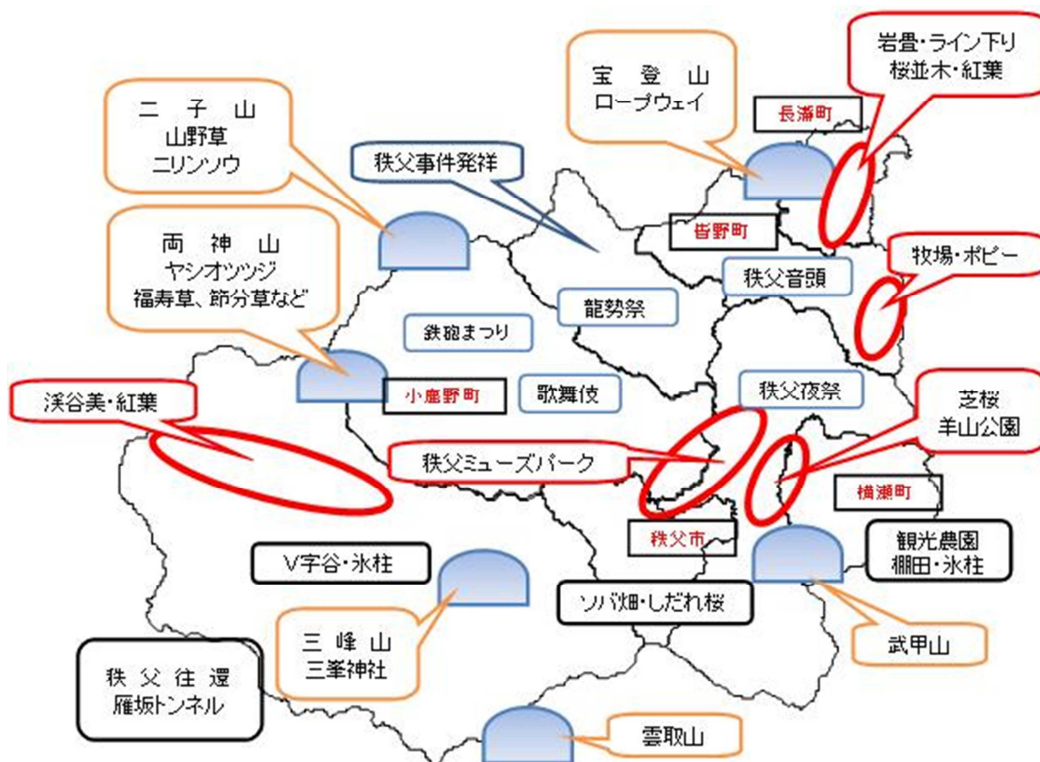 岩畳・ライン下り
桜並木・紅葉
宝登山
ロープウェイ
長瀞町
二子山
山野草
ニリンソウ
秩父事件発祥
皆野町
両神山
ヤシオツツジ
福寿草、節分草など
秩父音頭
牧場・ポピー
龍勢祭
鉄砲まつり
小鹿野町
歌舞伎
秩父夜祭
渓谷美・紅葉
芝桜
羊山公園
秩父ミューズパーク
横瀬町
秩父市
観光農園
棚田・氷柱
V字谷・氷柱
ソバ畑・しだれ桜
三峰山
三峯神社
武甲山
秩父往還
雁坂トンネル
雲取山